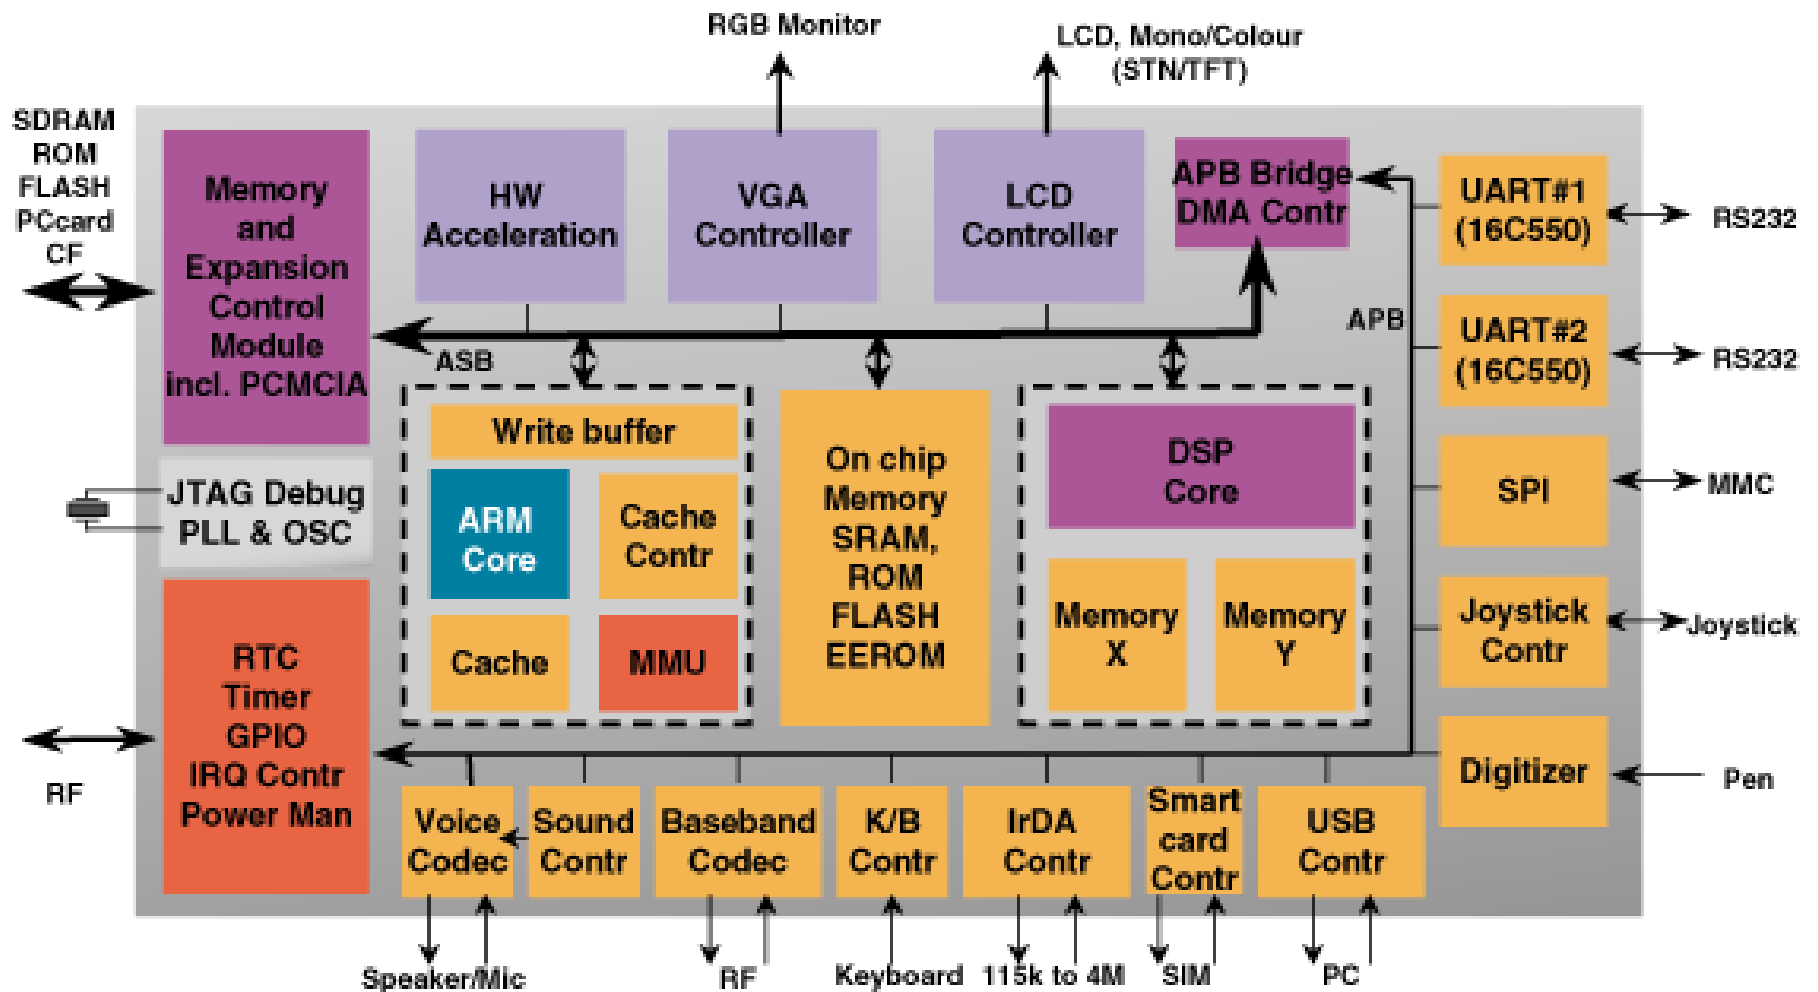 RGB Monitor
LCD, Mono/Colour
(STN/TFT)
SDRAM
ROM
FLASH
PCcard
CF
Memory
and
Expansion
Control
Module
incl. PCMCIA
HW
Acceleration
VGA
Controller
LCD
Controller
APB Bridge
DMA Contr
UART#1
(16C550)
RS232
APB
UART#2
(16C550)
RS232
ASB
Write buffer
ARM
Core
Cache
Contr
Cache
MMU
On chip
Memory
SRAM,
ROM
FLASH
EEROM
DSP
Core
Memory
X
Memory
Y
SPI
MMC
JTAG Debug
PLL & OSC
Joystick
Contr
Joystick
RTC
Timer
GPIO
IRQ Contr
Power Man
RF
Digitizer
Pen
Voice
Codec
Sound
Contr
Baseband
Codec
K/B
Contr
IrDA
Contr
Smart
card
Contr
USB
Contr
Speaker/Mic
RF
Keyboard
115k to 4M
SIM
PC